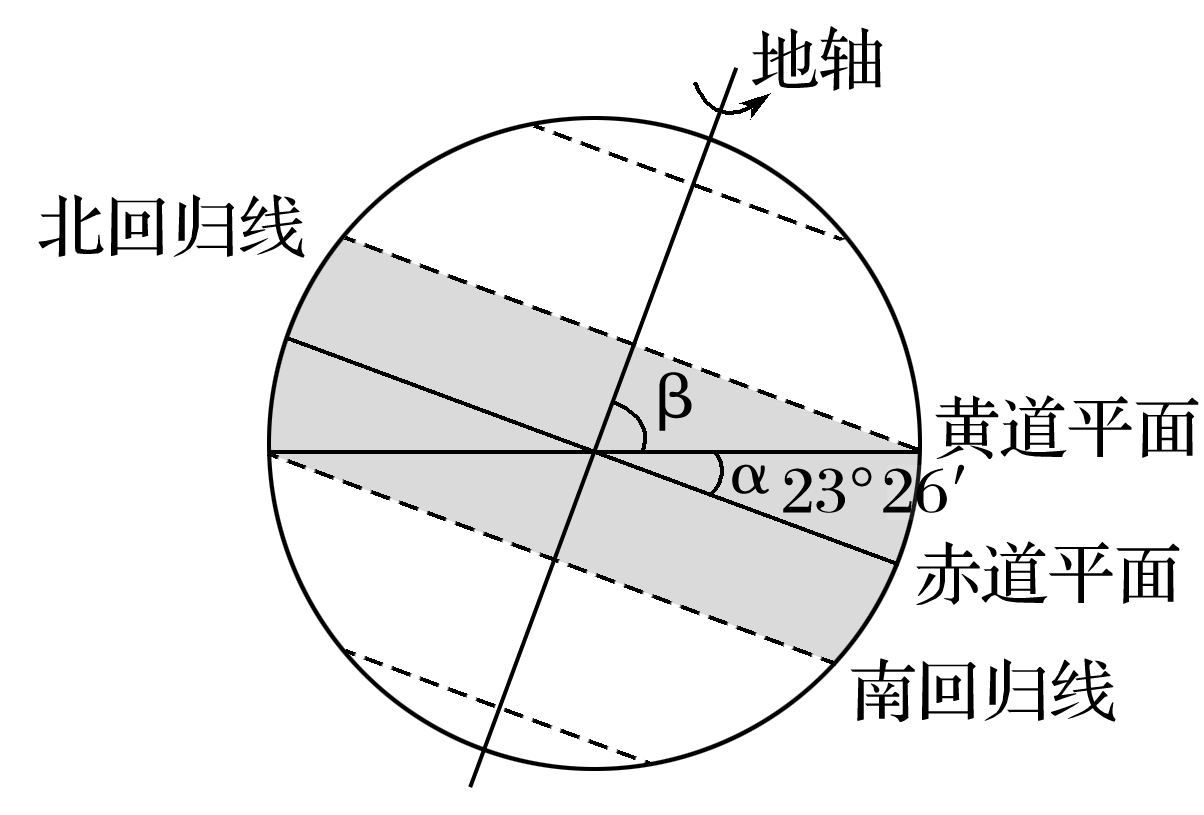 地轴
北回归线
β
黄道平面
α 23°26′
赤道平面
南回归线